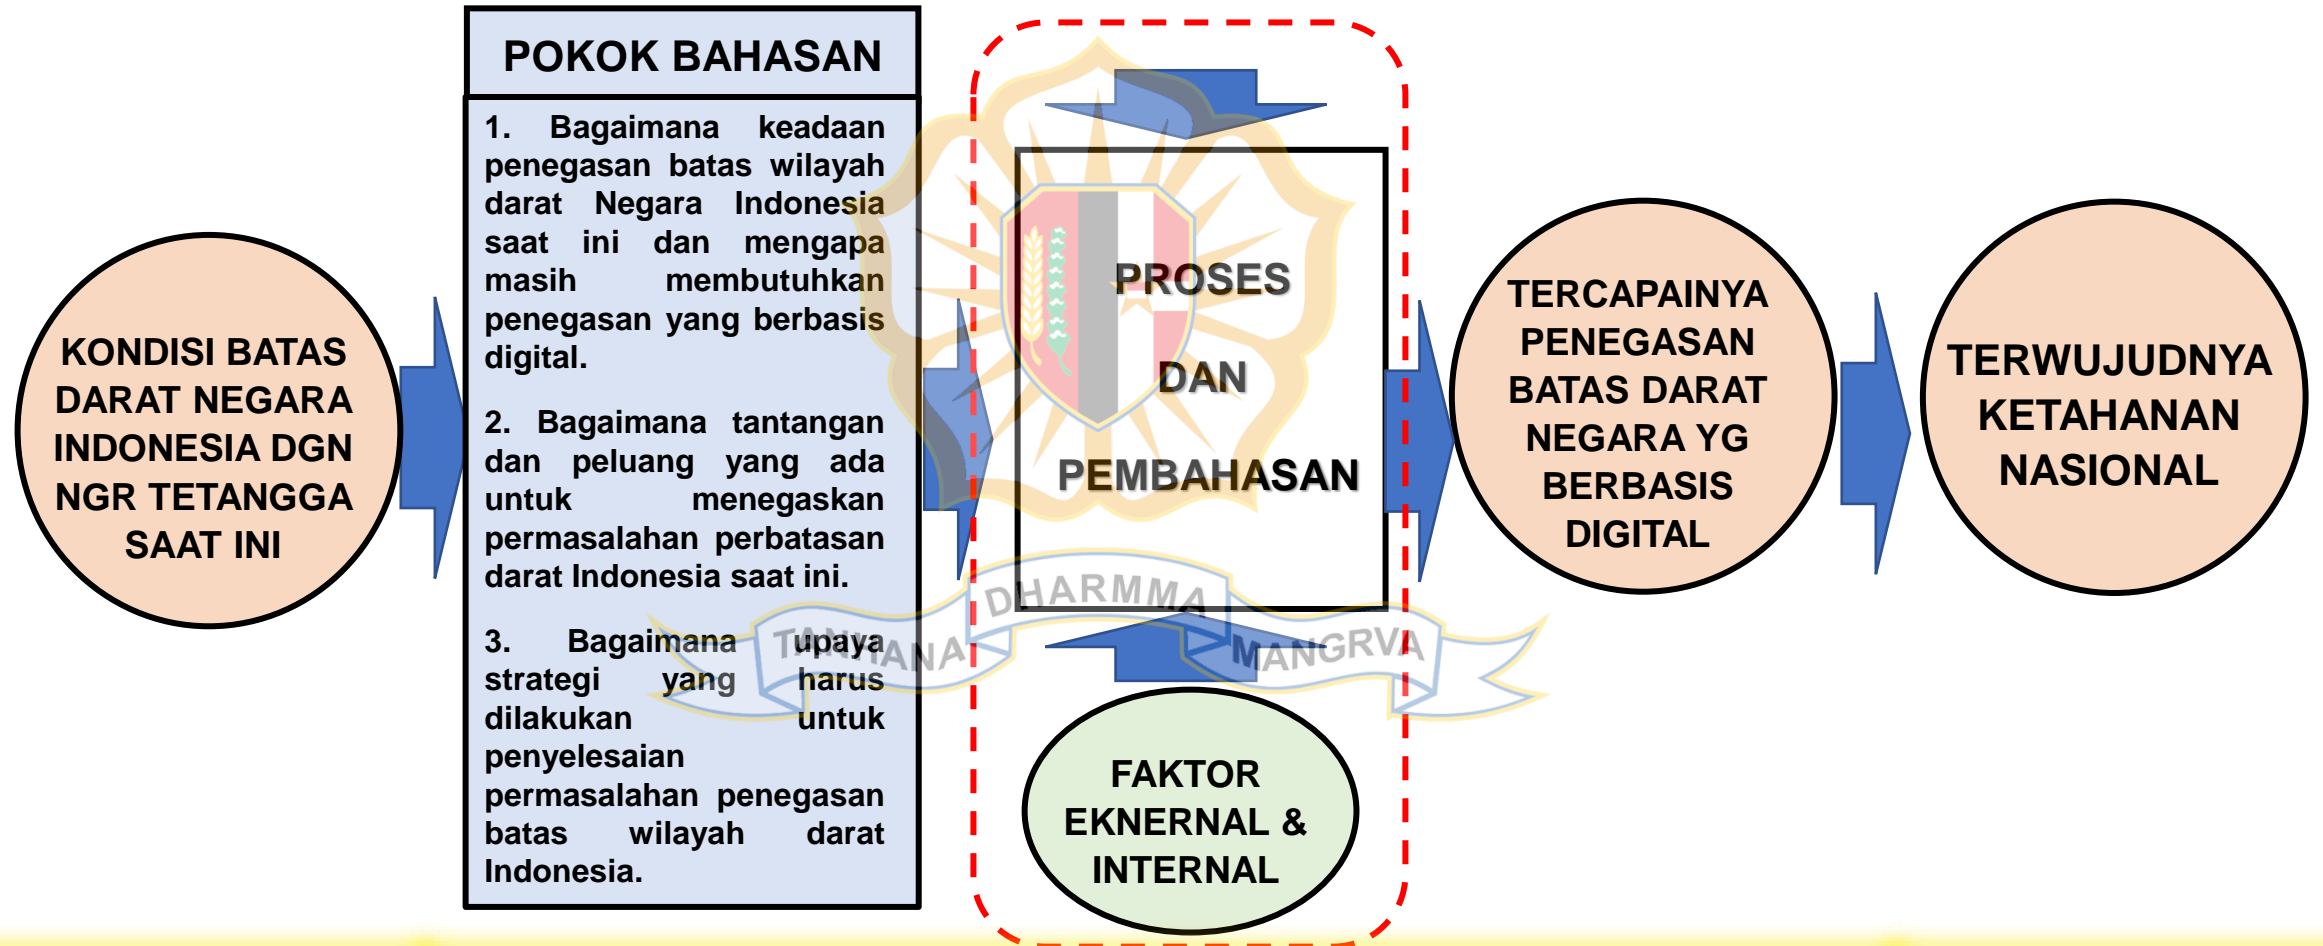 KONDISI BATAS
DARAT NEGARA
INDONESIA DGN
NGR TETANGGA
SAAT INI
POKOK BAHASAN
1. Bagaimana keadaan
penegasan batas wilayah
darat Negara Indonesia
saat ini dan mengapa
masih membutuhkan
penegasan yang berbasis
digital.
2. Bagaimana tantangan
dan peluang yang ada
untuk menegaskan
permasalahan perbatasan
darat Indonesia saat ini.
3. Bagaimana upaya
strategi yang harus
dilakukan untuk
penyelesaian
permasalahan penegasan
batas wilayah darat
Indonesia.
PROSES
DAN
PEMBAHASAN
FAKTOR
EKNERNAL &
INTERNAL
TERCAPAINYA
PENEGASAN
BATAS DARAT
NEGARA YG
BERBASIS
DIGITAL
TERWUJUDNYA
KETAHANAN
NASIONAL
TANHANA DHARMMA MANGRVA